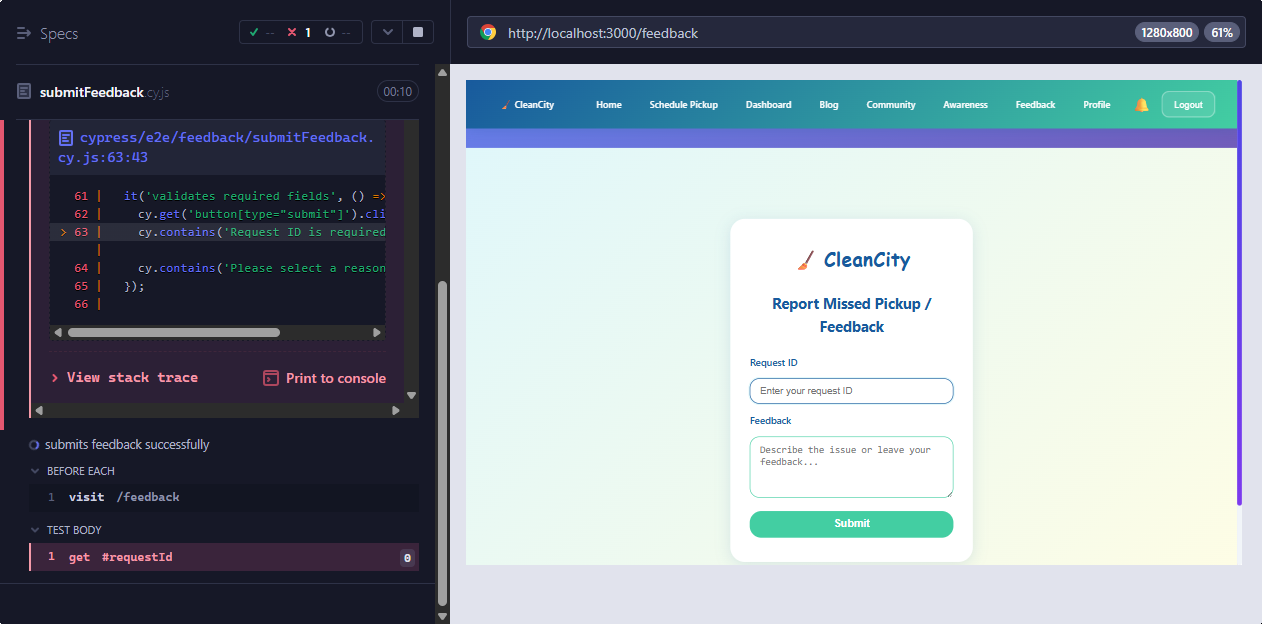 Specs
-- 1 --
submitFeedback.cy.js 00:10
cypress/e2e/feedback/submitFeedback.
cy.js:63:43
61 | it('validates required fields', () =>
62 | cy.get('button[type="submit"]').cli
> 63 | cy.contains('Request ID is required
|
64 | cy.contains('Please select a reason
65 | });
66 |
> View stack trace
Print to console
submits feedback successfully
BEFORE EACH
1 visit /feedback
TEST BODY
1 get #requestId 0
http://localhost:3000/feedback 1280x800 61%
CleanCity Home Schedule Pickup Dashboard Blog Community Awareness Feedback Profile Logout
CleanCity
Report Missed Pickup /
Feedback
Request ID
Enter your request ID
Feedback
Describe the issue or leave your
feedback...
Submit